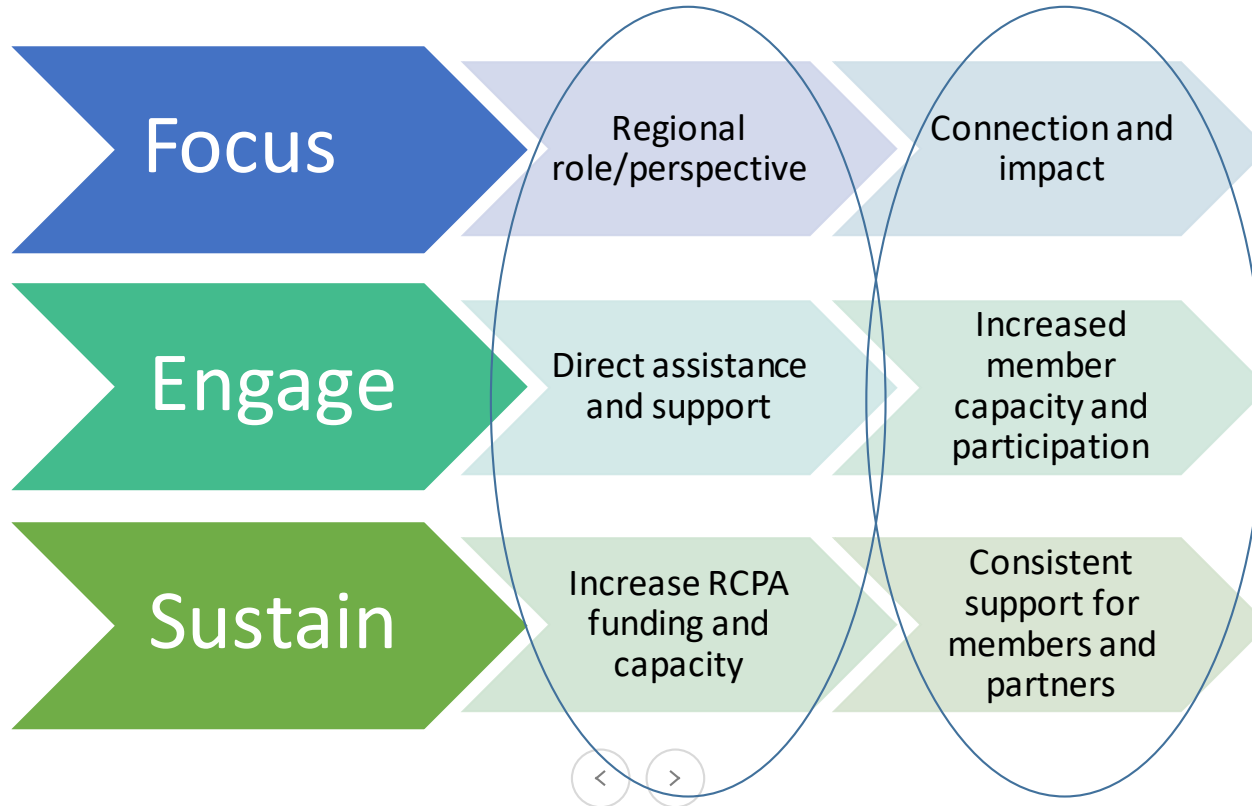 Focus
Regional
role/perspective
Connection and
impact
Engage
Direct assistance
and support
Increased
member
capacity and
participation
Sustain
Increase RCPA
funding and
capacity
Consistent
support for
members and
partners